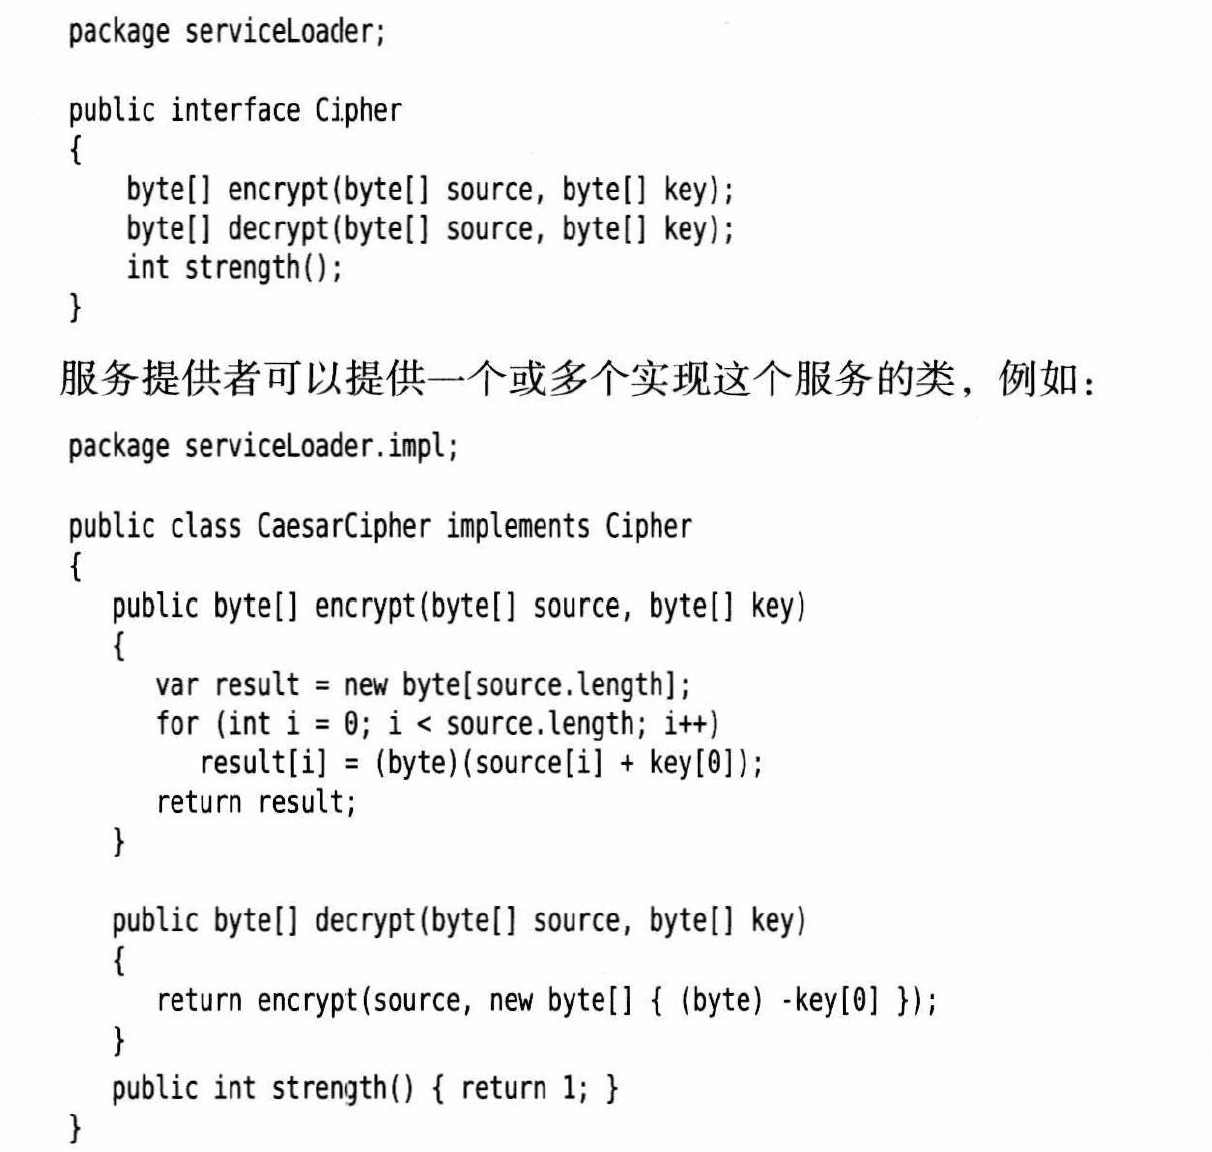 package serviceLoader;
public interface Cipher
{
byte[] encrypt(byte[] source, byte[] key);
byte[] decrypt(byte[] source, byte[] key);
int strength();
}
服务提供者可以提供一个或多个实现这个服务的类，例如：
package serviceLoader.impl;
public class CaesarCipher implements Cipher
{
public byte[] encrypt(byte[] source, byte[] key)
{
var result = new byte[source.length];
for (int i = 0; i < source.length; i++)
result[i] = (byte)(source[i] + key[0]);
return result;
}
public byte[] decrypt(byte[] source, byte[] key)
{
return encrypt(source, new byte[] { (byte) -key[0] });
}
public int strength() { return 1; }
}